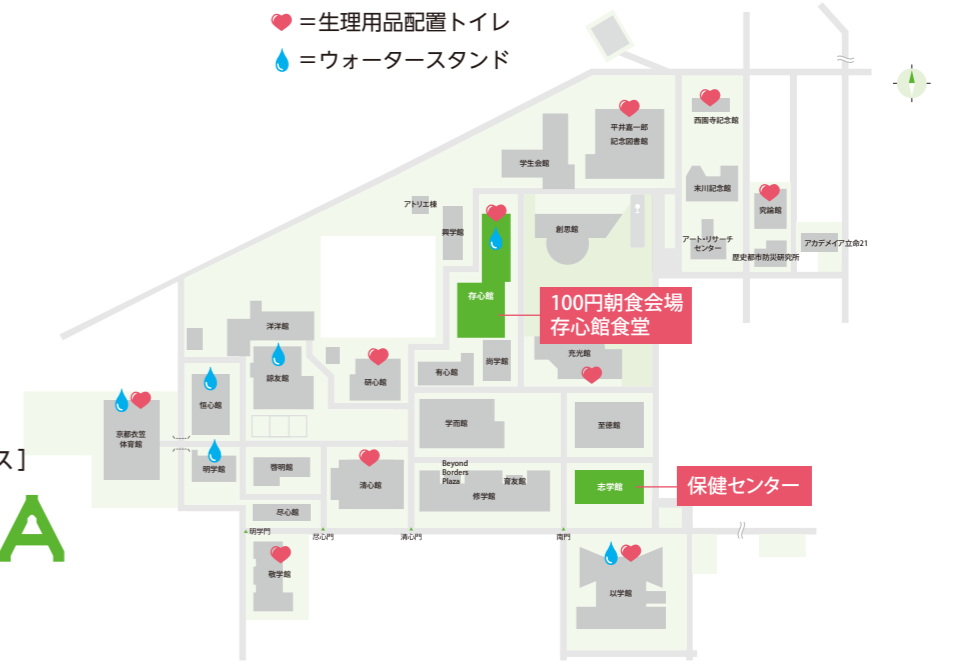 =生理用品配置トイレ
=ウォータースタンド
西園寺記念館
平井嘉一郎
記念図書館
学生会館
末川記念館
究論館
アトリエ棟
興学館
創思館
アート・リサーチ
センター
歴史都市防災研究所
アカデメイア立命21
存心館
100円朝食会場
存心館食堂
洋洋館
諒友館
研心館
有心館
尚学館
充光館
恒心館
京都衣笠
体育館
学而館
至徳館
ス]
明学館
啓明館
清心館
Beyond
Borders
Plaza
育友館
修学館
志学館
保健センター
尽心館
明学門
尽心門
清心門
南門
敬学館
以学館
A